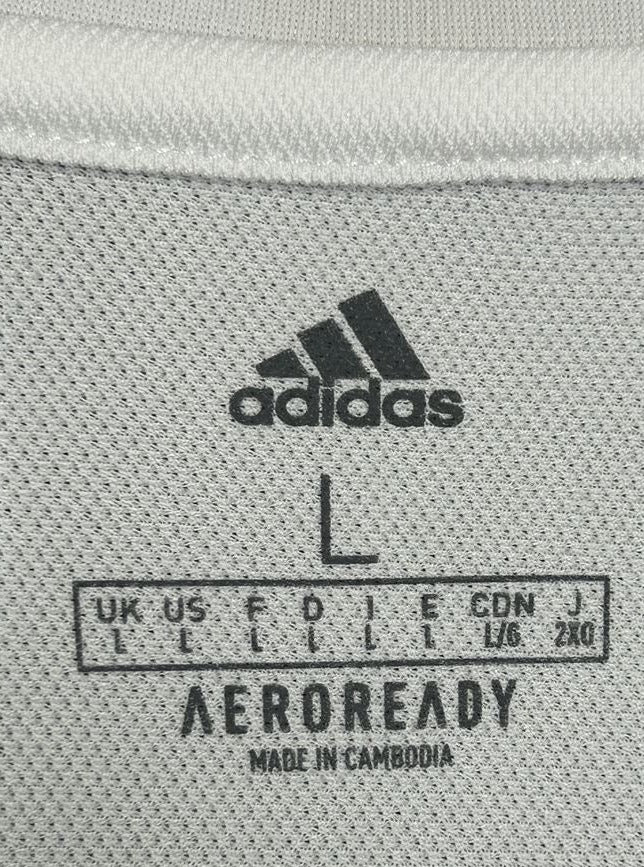 adidas
L
UK US F D I E CDN J
L L L L L L L/G 2XO
AEROREADY
MADE IN CAMBODIA